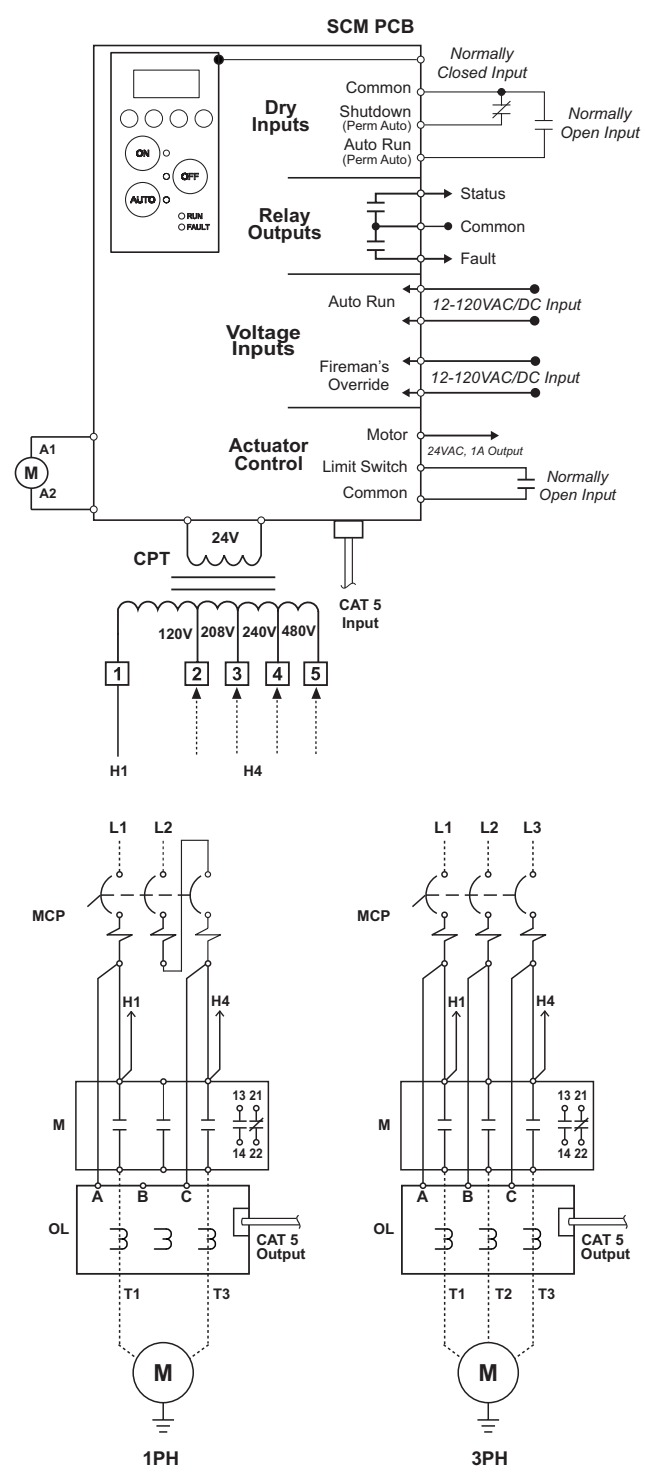 SCM PCB
Normally
Closed Input
Common
Dry
Inputs
Shutdown
(Perm Auto)
Auto Run
(Perm Auto)
Normally
Open Input
ON
OFF
AUTO
RUN
FAULT
Relay
Outputs
Status
Common
Fault
Voltage
Inputs
Auto Run
12-120VAC/DC Input
Fireman's
Override
12-120VAC/DC Input
Actuator
Control
Motor
24VAC, 1A Output
Limit Switch
Common
Normally
Open Input
A1
M
A2
24V
CPT
CAT 5
Input
120V 208V 240V 480V
1 2 3 4 5
H1 H4
L1 L2
MCP
H1 H4
M
13 21
14 22
A B C
OL
CAT 5
Output
T1 T3
M
1PH
L1 L2 L3
MCP
H1 H4
M
13 21
14 22
A B C
OL
CAT 5
Output
T1 T2 T3
M
3PH